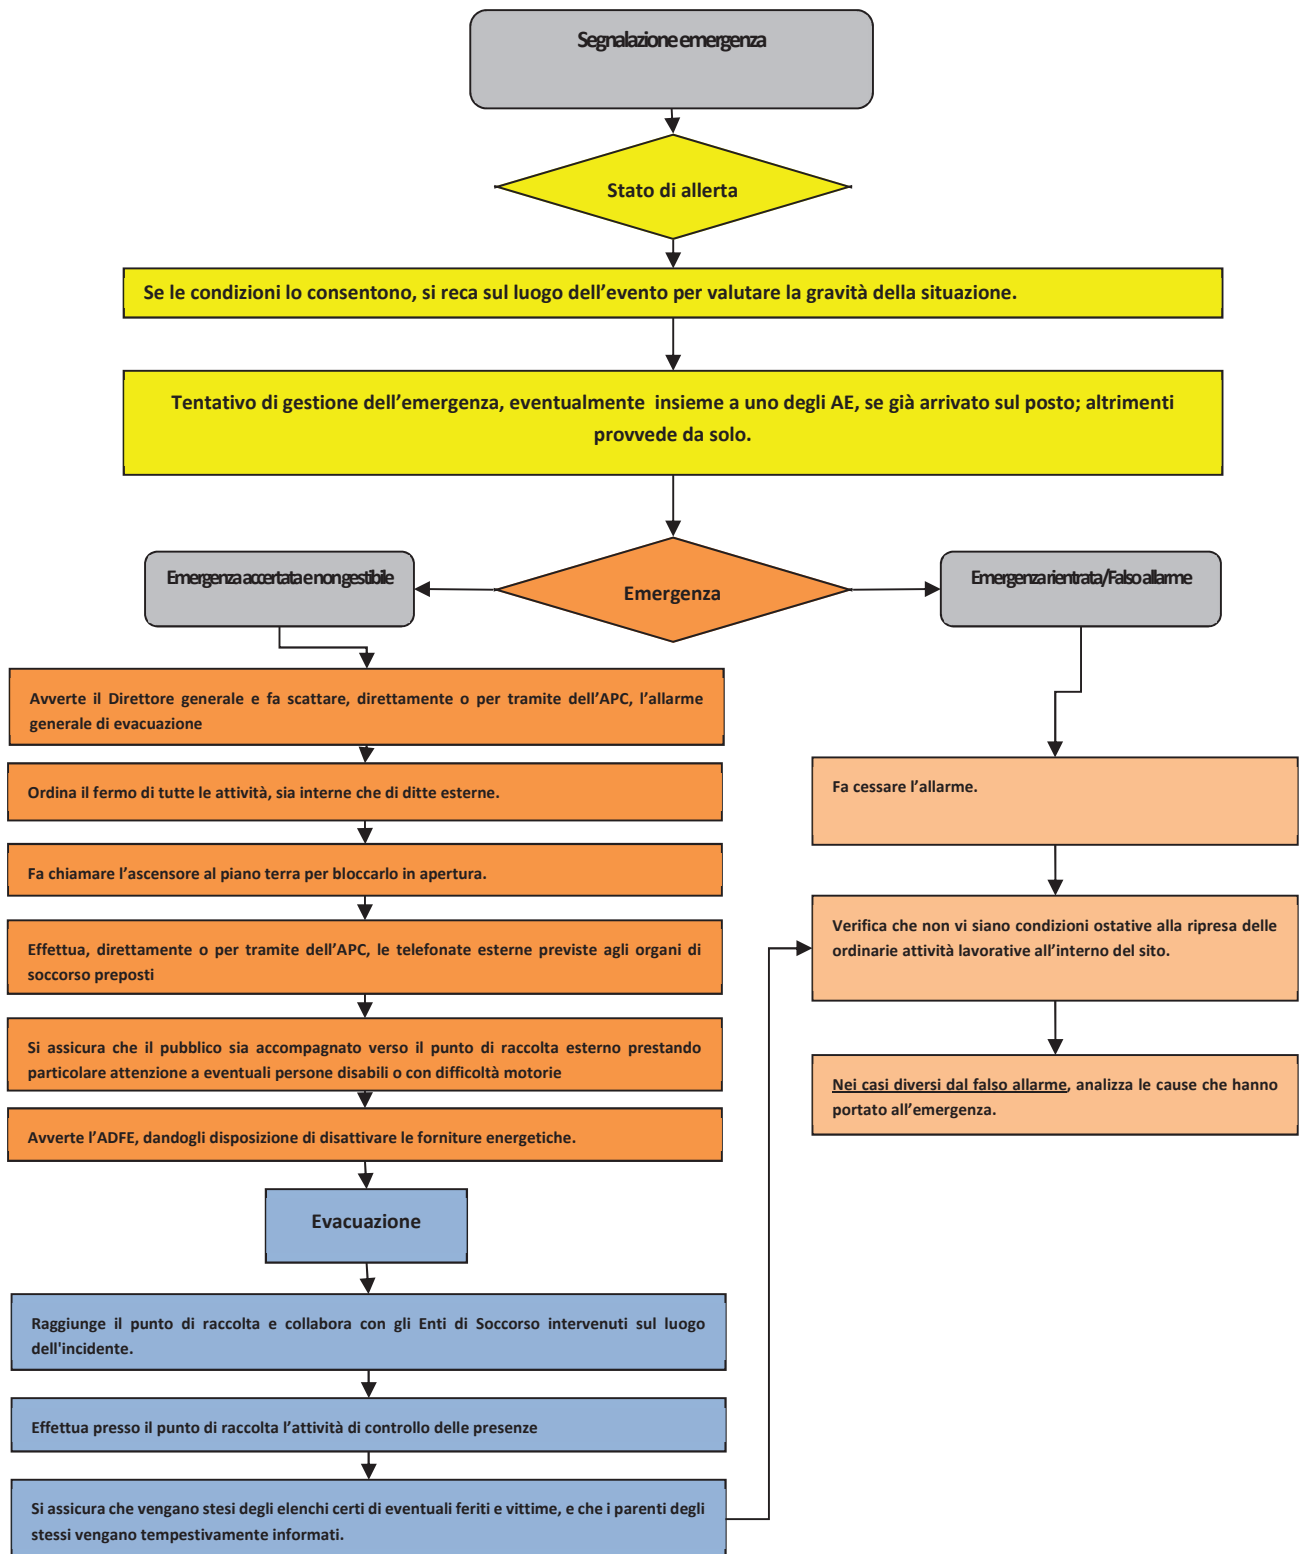 Segnalazione emergenza
Stato di allerta
Se le condizioni lo consentono, si reca sul luogo dell’evento per valutare la gravità della situazione.
Tentativo di gestione dell’emergenza, eventualmente insieme a uno degli AE, se già arrivato sul posto; altrimenti
provvede da solo.
Emergenza
Emergenza accertata e non gestibile
Avverte il Direttore generale e fa scattare, direttamente o per tramite dell’APC, l’allarme
generale di evacuazione
Ordina il fermo di tutte le attività, sia interne che di ditte esterne.
Fa chiamare l’ascensore al piano terra per bloccarlo in apertura.
Effettua, direttamente o per tramite dell’APC, le telefonate esterne previste agli organi di
soccorso preposti
Si assicura che il pubblico sia accompagnato verso il punto di raccolta esterno prestando
particolare attenzione a eventuali persone disabili o con difficoltà motorie
Avverte l’ADFE, dandogli disposizione di disattivare le forniture energetiche.
Evacuazione
Raggiunge il punto di raccolta e collabora con gli Enti di Soccorso intervenuti sul luogo
dell'incidente.
Effettua presso il punto di raccolta l’attività di controllo delle presenze
Si assicura che vengano stesi degli elenchi certi di eventuali feriti e vittime, e che i parenti degli
stessi vengano tempestivamente informati.
Emergenza rientrata/Falso allarme
Fa cessare l’allarme.
Verifica che non vi siano condizioni ostative alla ripresa delle
ordinarie attività lavorative all’interno del sito.
Nei casi diversi dal falso allarme, analizza le cause che hanno
portato all’emergenza.